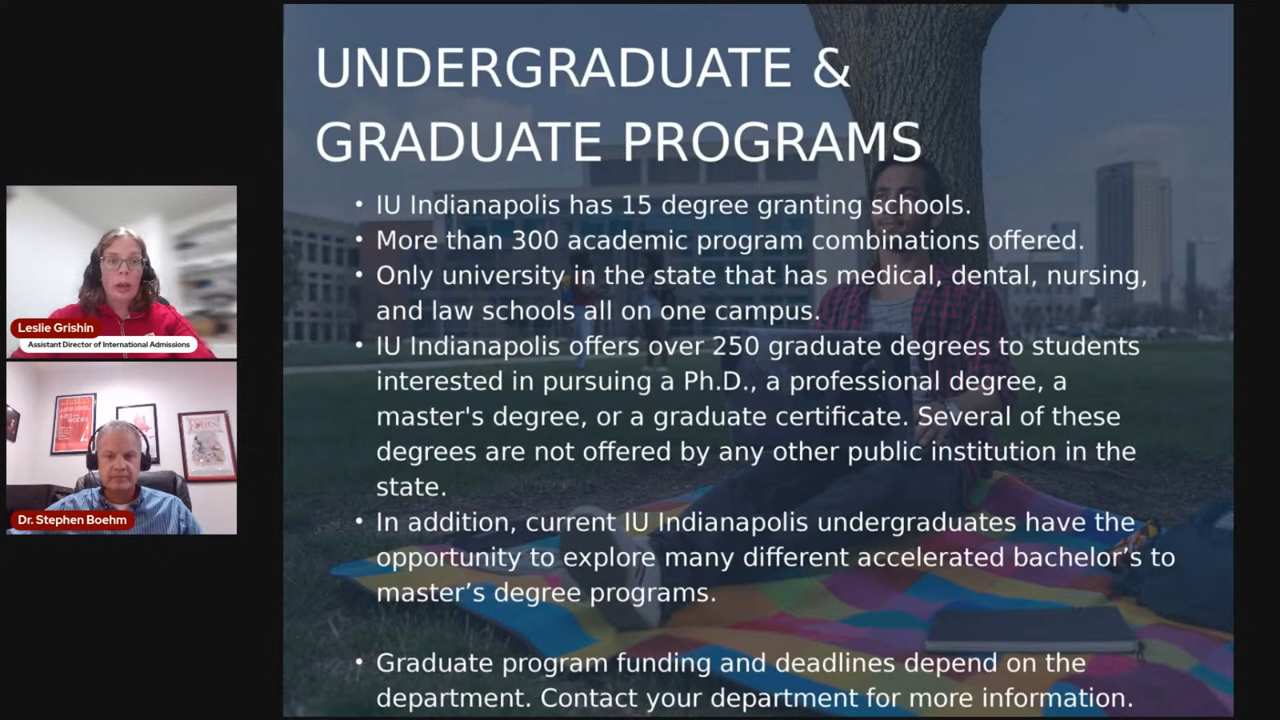 UNDERGRADUATE &
GRADUATE PROGRAMS
• IU Indianapolis has 15 degree granting schools.
• More than 300 academic program combinations offered.
• Only university in the state that has medical, dental, nursing,
and law schools all on one campus.
• IU Indianapolis offers over 250 graduate degrees to students
interested in pursuing a Ph.D., a professional degree, a
master's degree, or a graduate certificate. Several of these
degrees are not offered by any other public institution in the
state.
• In addition, current IU Indianapolis undergraduates have the
opportunity to explore many different accelerated bachelor’s to
master’s degree programs.
• Graduate program funding and deadlines depend on the
department. Contact your department for more information.
Leslie Grishin
Assistant Director of International Admissions
Dr. Stephen Boehm